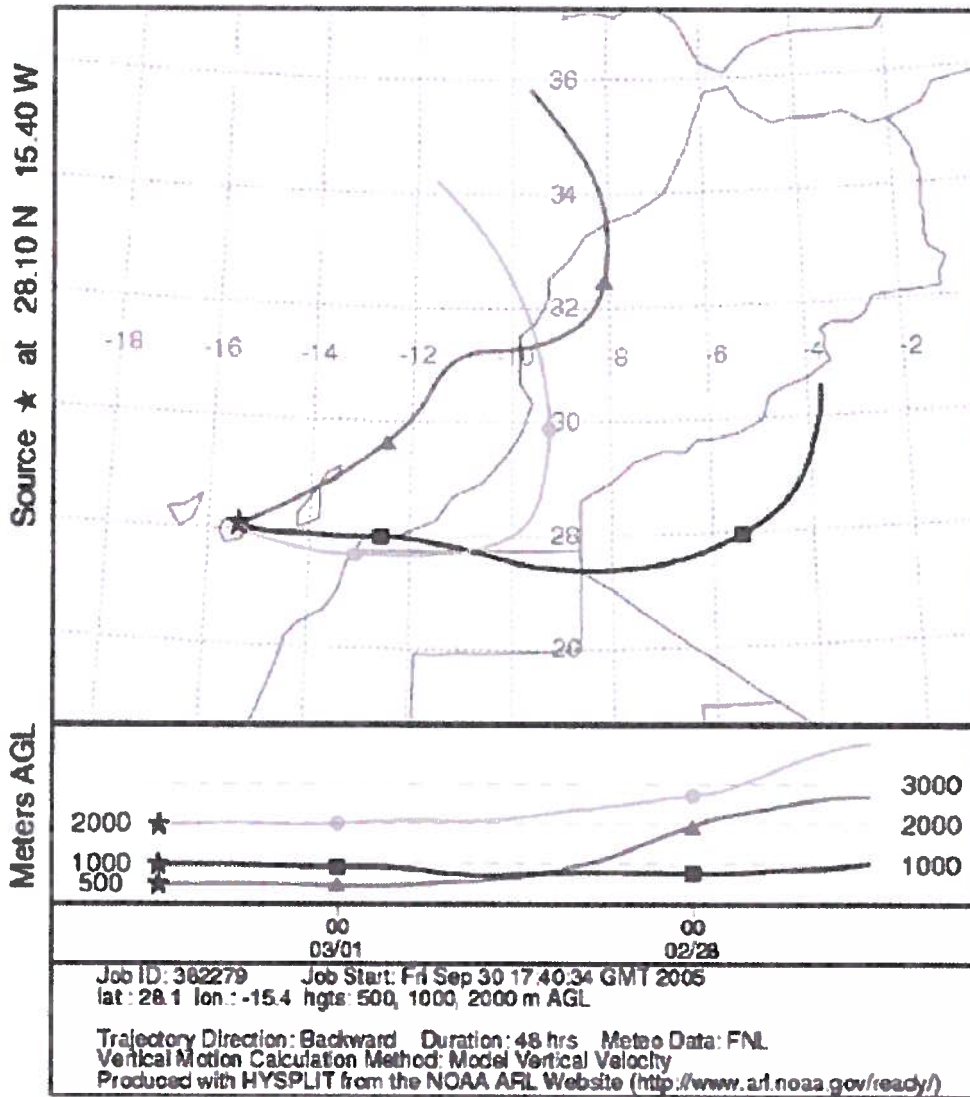 Source ★ at 28.10 N 15.40 W
36
34
32
-18 -16 -14 -12 -8 -6 -4 -2
30
28
Meters AGL
3000
2000 2000
1000 1000
500
00 00
03/01 02/28
Job ID: 382279 Job Start: Fri Sep 30 17:40:34 GMT 2005
lat.: 28.1 lon.: -15.4 hgts: 500, 1000, 2000 m AGL
Trajectory Direction: Backward Duration: 48 hrs Meteo Data: FNL
Vertical Motion Calculation Method: Model Vertical Velocity
Produced with HYSPLIT from the NOAA ARL Website (http://www.arl.noaa.gov/ready/)